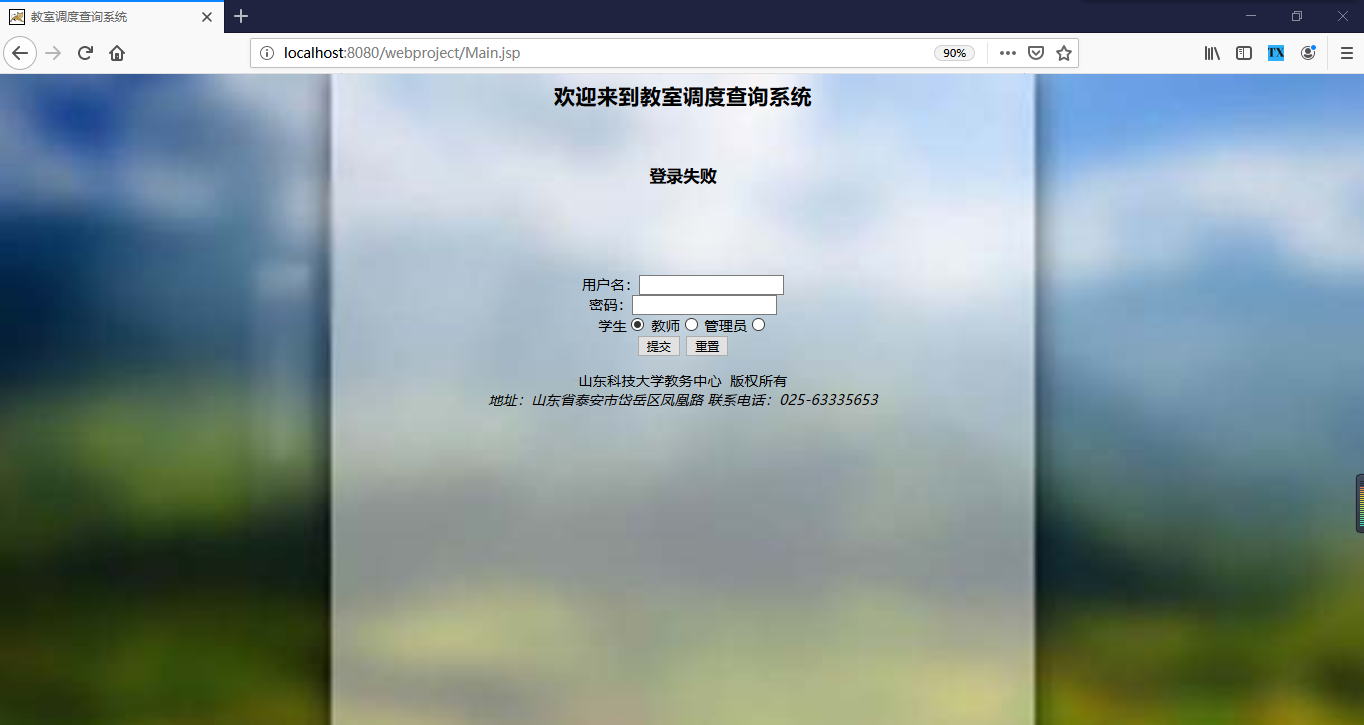 教室调度查询系统
localhost:8080/webproject/Main.jsp
90%
TX
欢迎来到教室调度查询系统
登录失败
用户名：
密码：
学生 教师 管理员
提交 重置
山东科技大学教务中心 版权所有
地址：山东省泰安市岱岳区凤凰路 联系电话：025-63335653